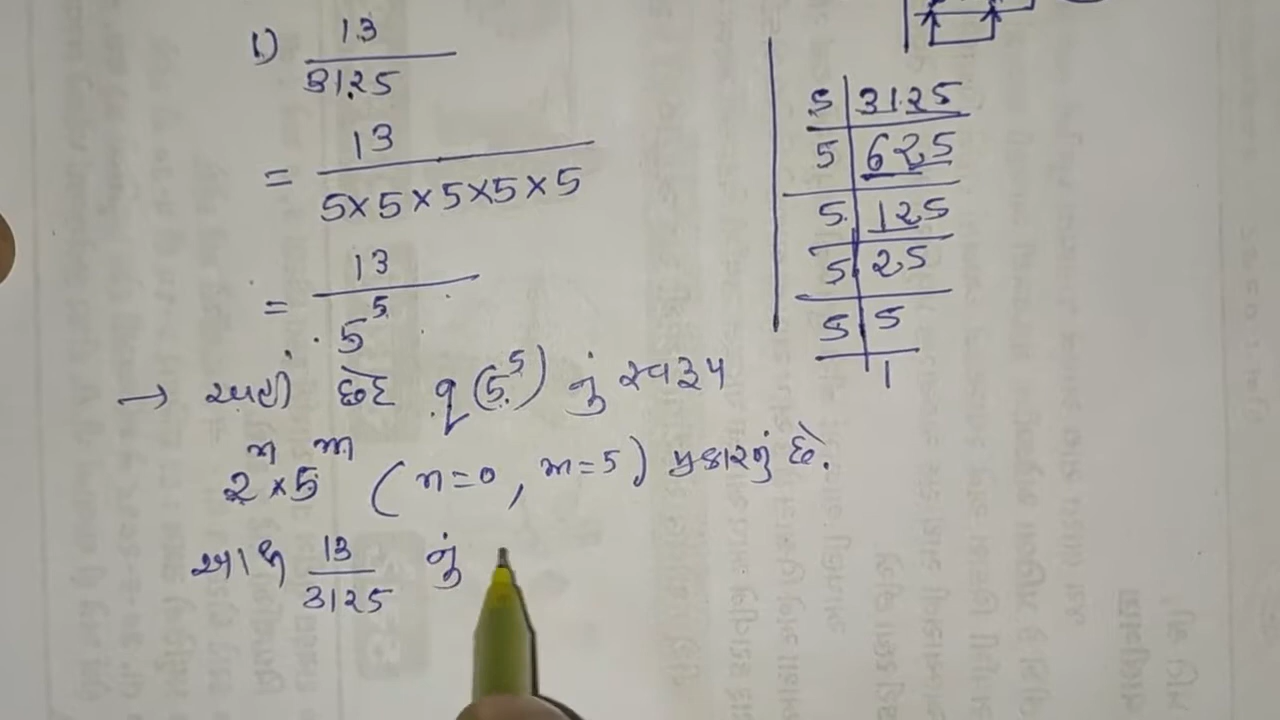 1) 13
3125
= 13
5×5×5×5×5
= 13
5⁵
→ અહીં છેદ q(5⁵) નું સ્વરૂપ
2ⁿ×5ᵐ (n=0, m=5) પ્રકારનું છે.
આથી 13/3125 નું
5 | 3125
5 | 625
5 | 125
5 | 25
5 | 5
1